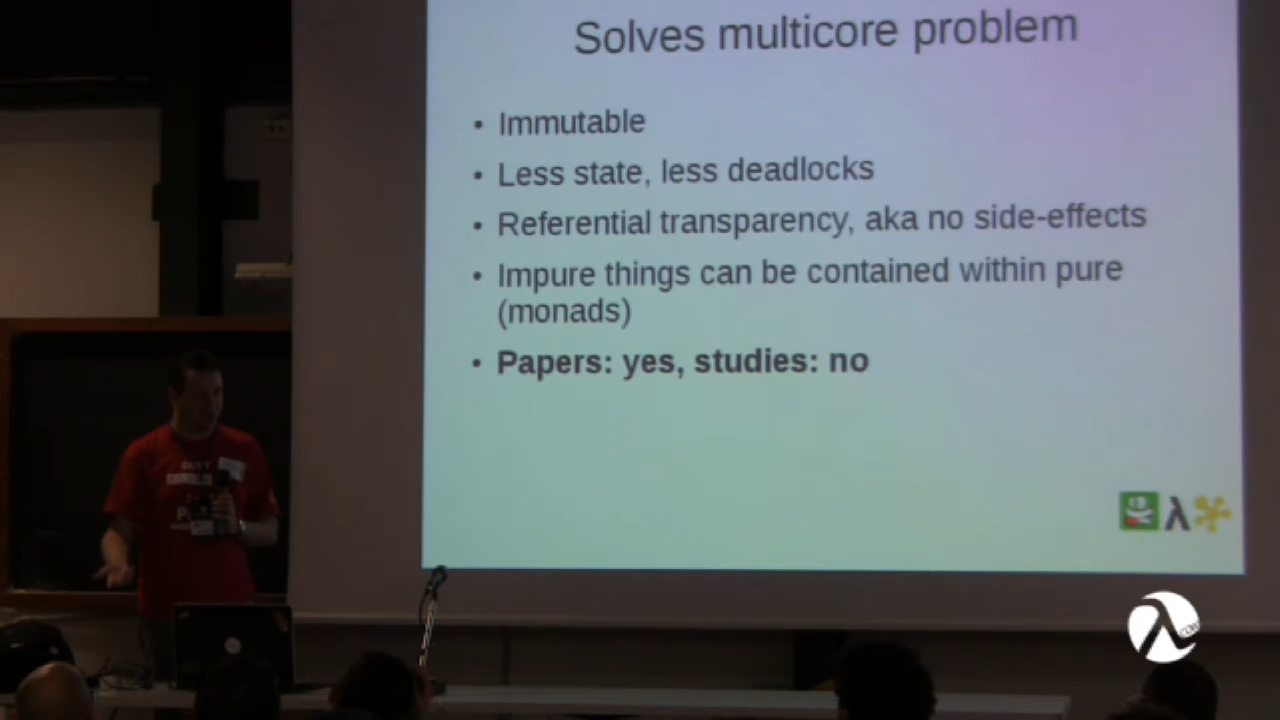 Solves multicore problem
• Immutable
• Less state, less deadlocks
• Referential transparency, aka no side-effects
• Impure things can be contained within pure
(monads)
• Papers: yes, studies: no
λ
λ